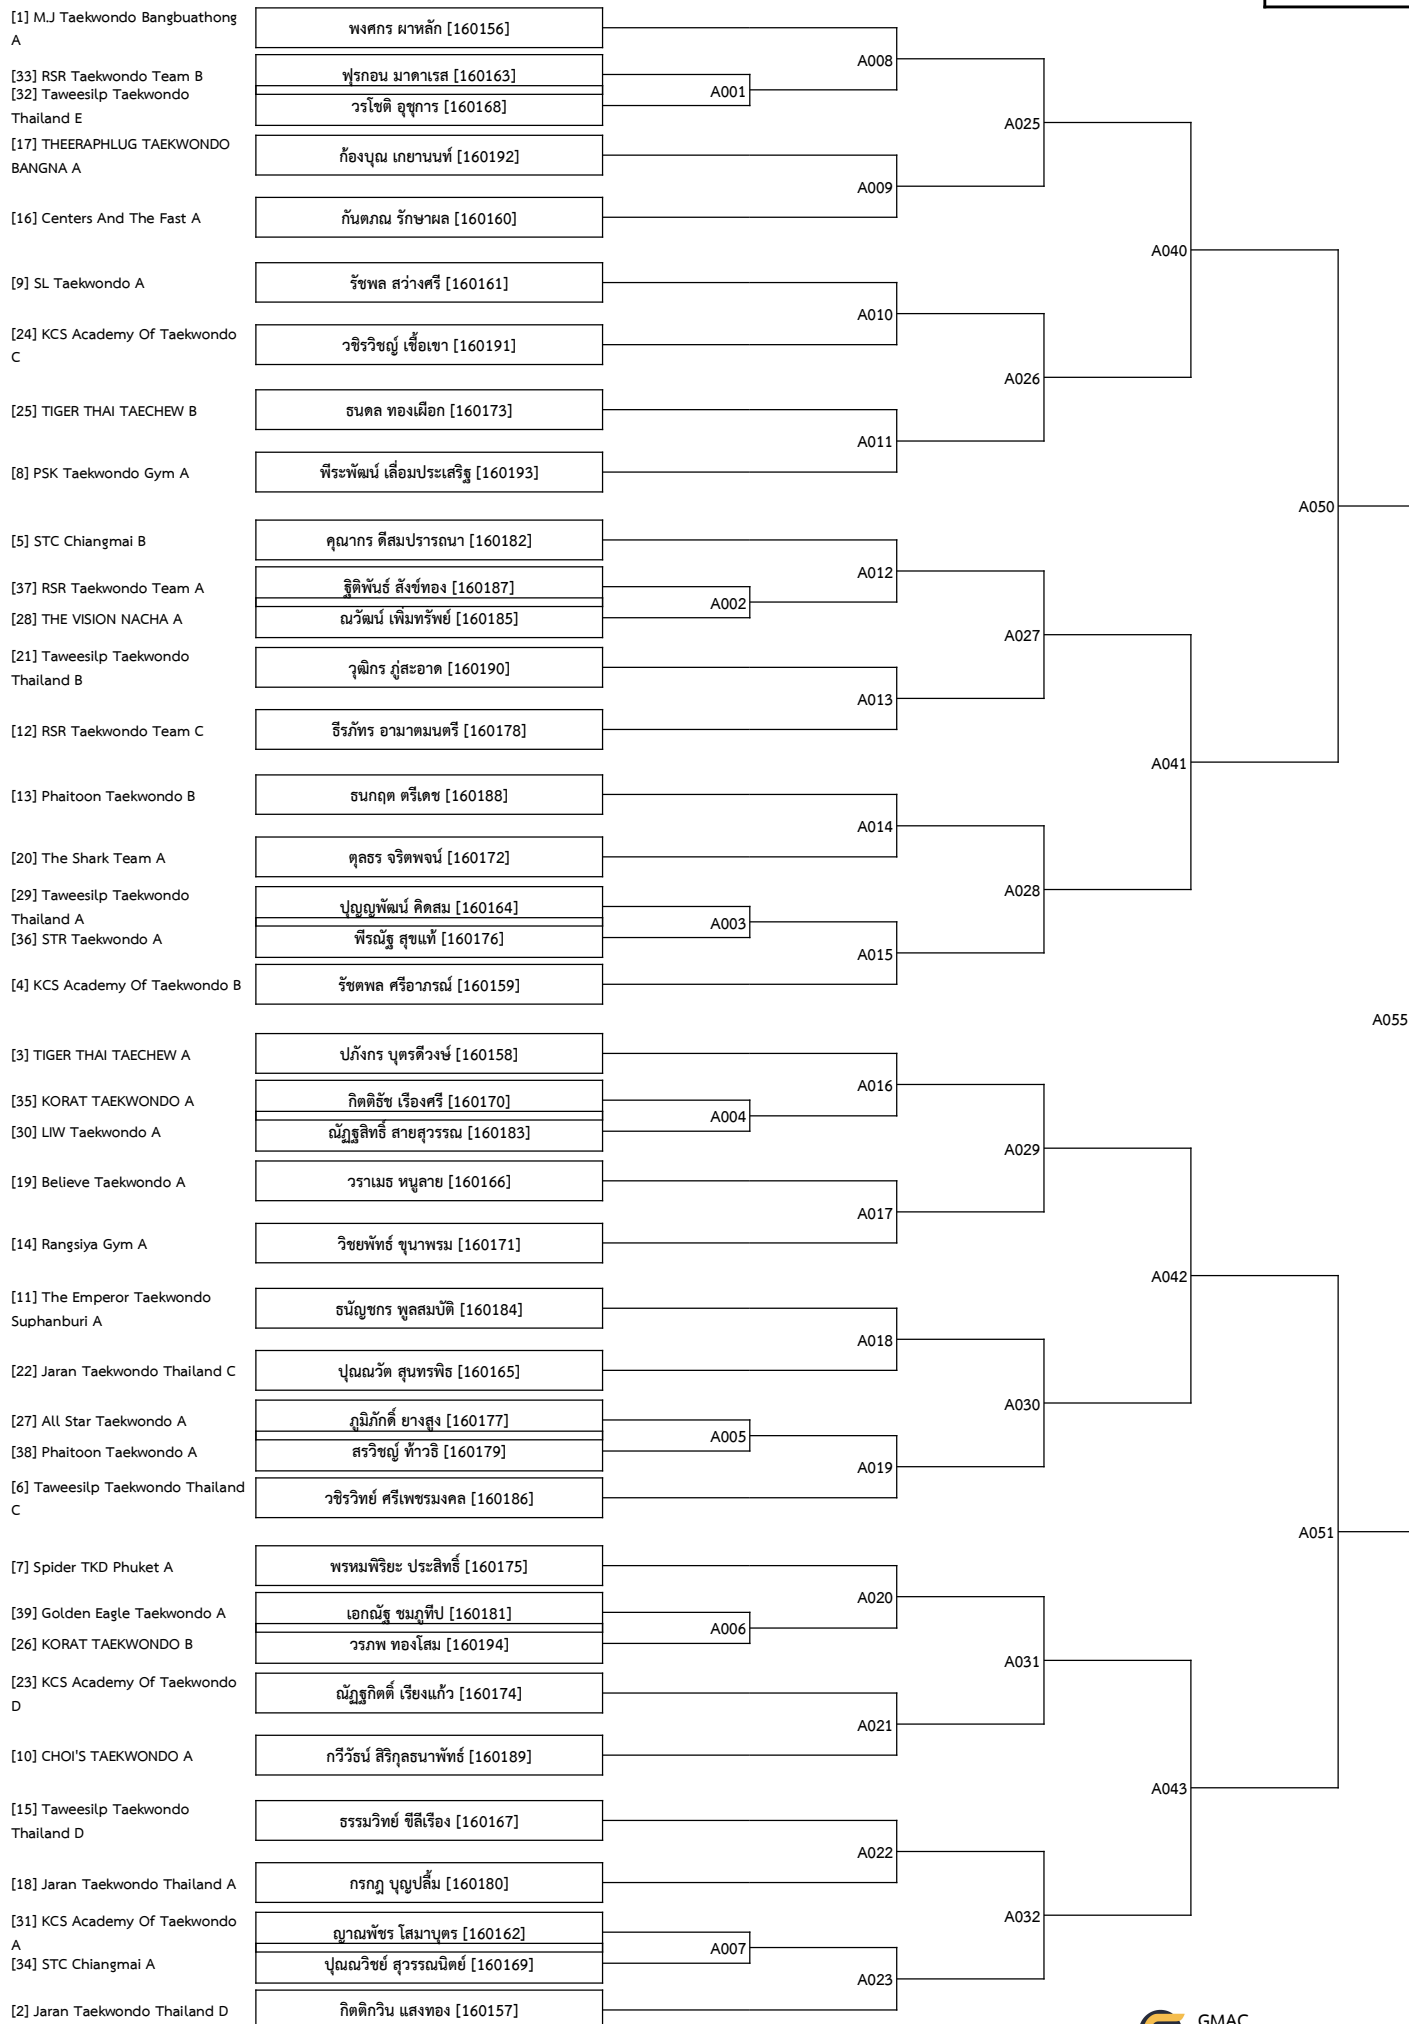 [1] M.J Taekwondo Bangbuathong
A
พงศกร ผาหลัก [160156]
A008
[33] RSR Taekwondo Team B
ฟุรกอน มาดาเรส [160163]
A001
[32] Taweesilp Taekwondo
Thailand E
วรโชติ อุชุการ [160168]
A025
[17] THEERAPHLUG TAEKWONDO
BANGNA A
ก้องบุณ เกยานนท์ [160192]
A009
[16] Centers And The Fast A
กันตภณ รักษาผล [160160]
A040
[9] SL Taekwondo A
รัชพล สว่างศรี [160161]
A010
[24] KCS Academy Of Taekwondo
C
วชิรวิชญ์ เชื้อเขา [160191]
A026
[25] TIGER THAI TAECHEW B
ธนดล ทองเผือก [160173]
A011
[8] PSK Taekwondo Gym A
พีระพัฒน์ เลื่อมประเสริฐ [160193]
A050
[5] STC Chiangmai B
คุณากร ดีสมปรารถนา [160182]
A012
[37] RSR Taekwondo Team A
ฐิติพันธ์ สังข์ทอง [160187]
A002
[28] THE VISION NACHA A
ณวัฒน์ เพิ่มทรัพย์ [160185]
A027
[21] Taweesilp Taekwondo
Thailand B
วุฒิกร ภู่สะอาด [160190]
A013
[12] RSR Taekwondo Team C
ธีรภัทร อามาตมนตรี [160178]
A041
[13] Phaitoon Taekwondo B
ธนกฤต ตรีเดช [160188]
A014
[20] The Shark Team A
ตุลธร จริตพจน์ [160172]
A028
[29] Taweesilp Taekwondo
Thailand A
ปุญญพัฒน์ คิดสม [160164]
A003
[36] STR Taekwondo A
พีรณัฐ สุขแท้ [160176]
A015
[4] KCS Academy Of Taekwondo B
รัชตพล ศรีอาภรณ์ [160159]
A055
[3] TIGER THAI TAECHEW A
ปภังกร บุตรดีวงษ์ [160158]
A016
[35] KORAT TAEKWONDO A
กิตติธัช เรืองศรี [160170]
A004
[30] LIW Taekwondo A
ณัฏฐสิทธิ์ สายสุวรรณ [160183]
A029
[19] Believe Taekwondo A
วราเมธ หนูลาย [160166]
A017
[14] Rangsiya Gym A
วิชยพัทธ์ ขุนาพรม [160171]
A042
[11] The Emperor Taekwondo
Suphanburi A
ธนัญชกร พูลสมบัติ [160184]
A018
[22] Jaran Taekwondo Thailand C
ปุณณวัต สุนทรพิธ [160165]
A030
[27] All Star Taekwondo A
ภูมิภักดิ์ ยางสูง [160177]
A005
[38] Phaitoon Taekwondo A
สรวิชญ์ ท้าวธิ [160179]
A019
[6] Taweesilp Taekwondo Thailand
C
วชิรวิทย์ ศรีเพชรมงคล [160186]
A051
[7] Spider TKD Phuket A
พรหมพิริยะ ประสิทธิ์ [160175]
A020
[39] Golden Eagle Taekwondo A
เอกณัฐ ชมภูทีป [160181]
A006
[26] KORAT TAEKWONDO B
วรภพ ทองโสม [160194]
A031
[23] KCS Academy Of Taekwondo
D
ณัฏฐกิตติ์ เรียงแก้ว [160174]
A021
[10] CHOI'S TAEKWONDO A
กวีวัธน์ สิริกุลธนาพัทธ์ [160189]
A043
[15] Taweesilp Taekwondo
Thailand D
ธรรมวิทย์ ขีลีเรือง [160167]
A022
[18] Jaran Taekwondo Thailand A
กรกฎ บุญปลื้ม [160180]
A032
[31] KCS Academy Of Taekwondo
A
ญาณพัชร โสมาบุตร [160162]
A007
[34] STC Chiangmai A
ปุณณวิชย์ สุวรรณนิตย์ [160169]
A023
[2] Jaran Taekwondo Thailand D
กิตติกวิน แสงทอง [160157]
GMAC